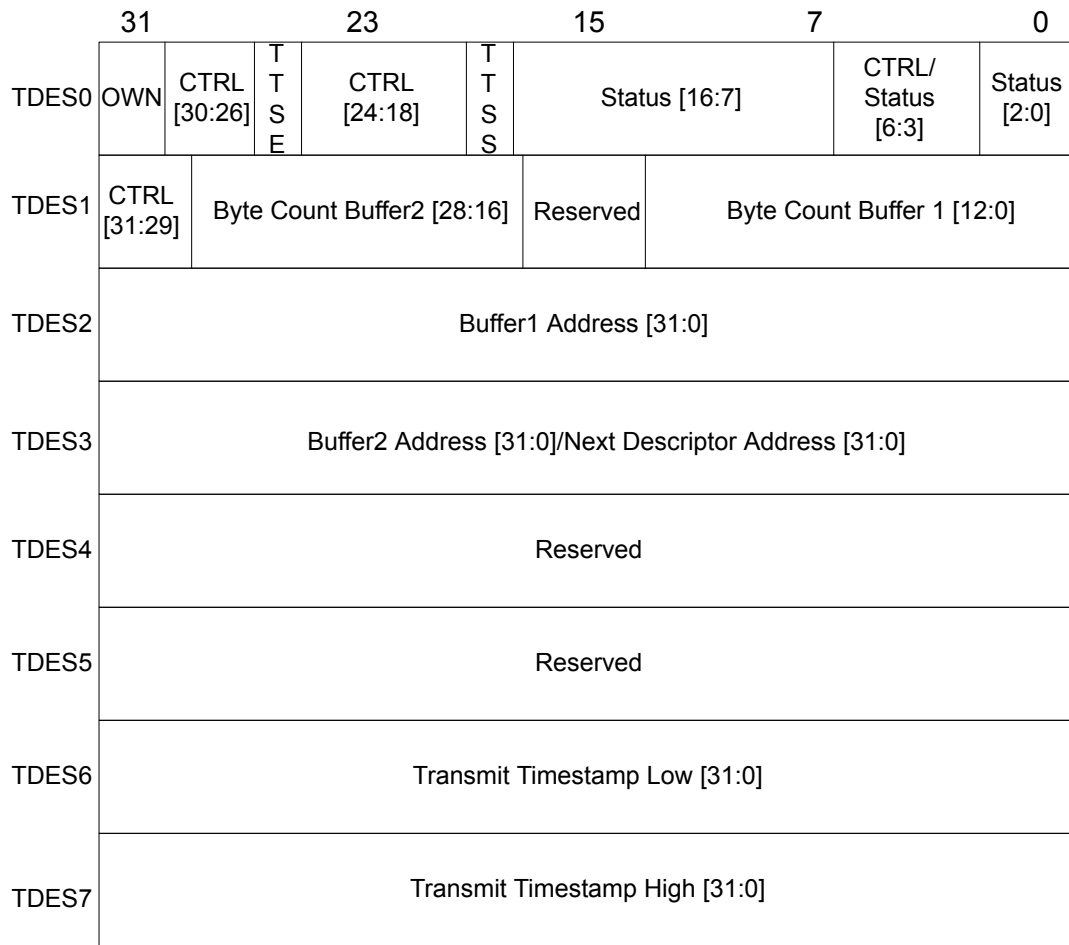 31 23 15 7 0
TDES0 OWN CTRL [30:26] T T S E CTRL [24:18] T T S S Status [16:7] CTRL/ Status [6:3] Status [2:0]
TDES1 CTRL [31:29] Byte Count Buffer2 [28:16] Reserved Byte Count Buffer 1 [12:0]
TDES2 Buffer1 Address [31:0]
TDES3 Buffer2 Address [31:0]/Next Descriptor Address [31:0]
TDES4 Reserved
TDES5 Reserved
TDES6 Transmit Timestamp Low [31:0]
TDES7 Transmit Timestamp High [31:0]